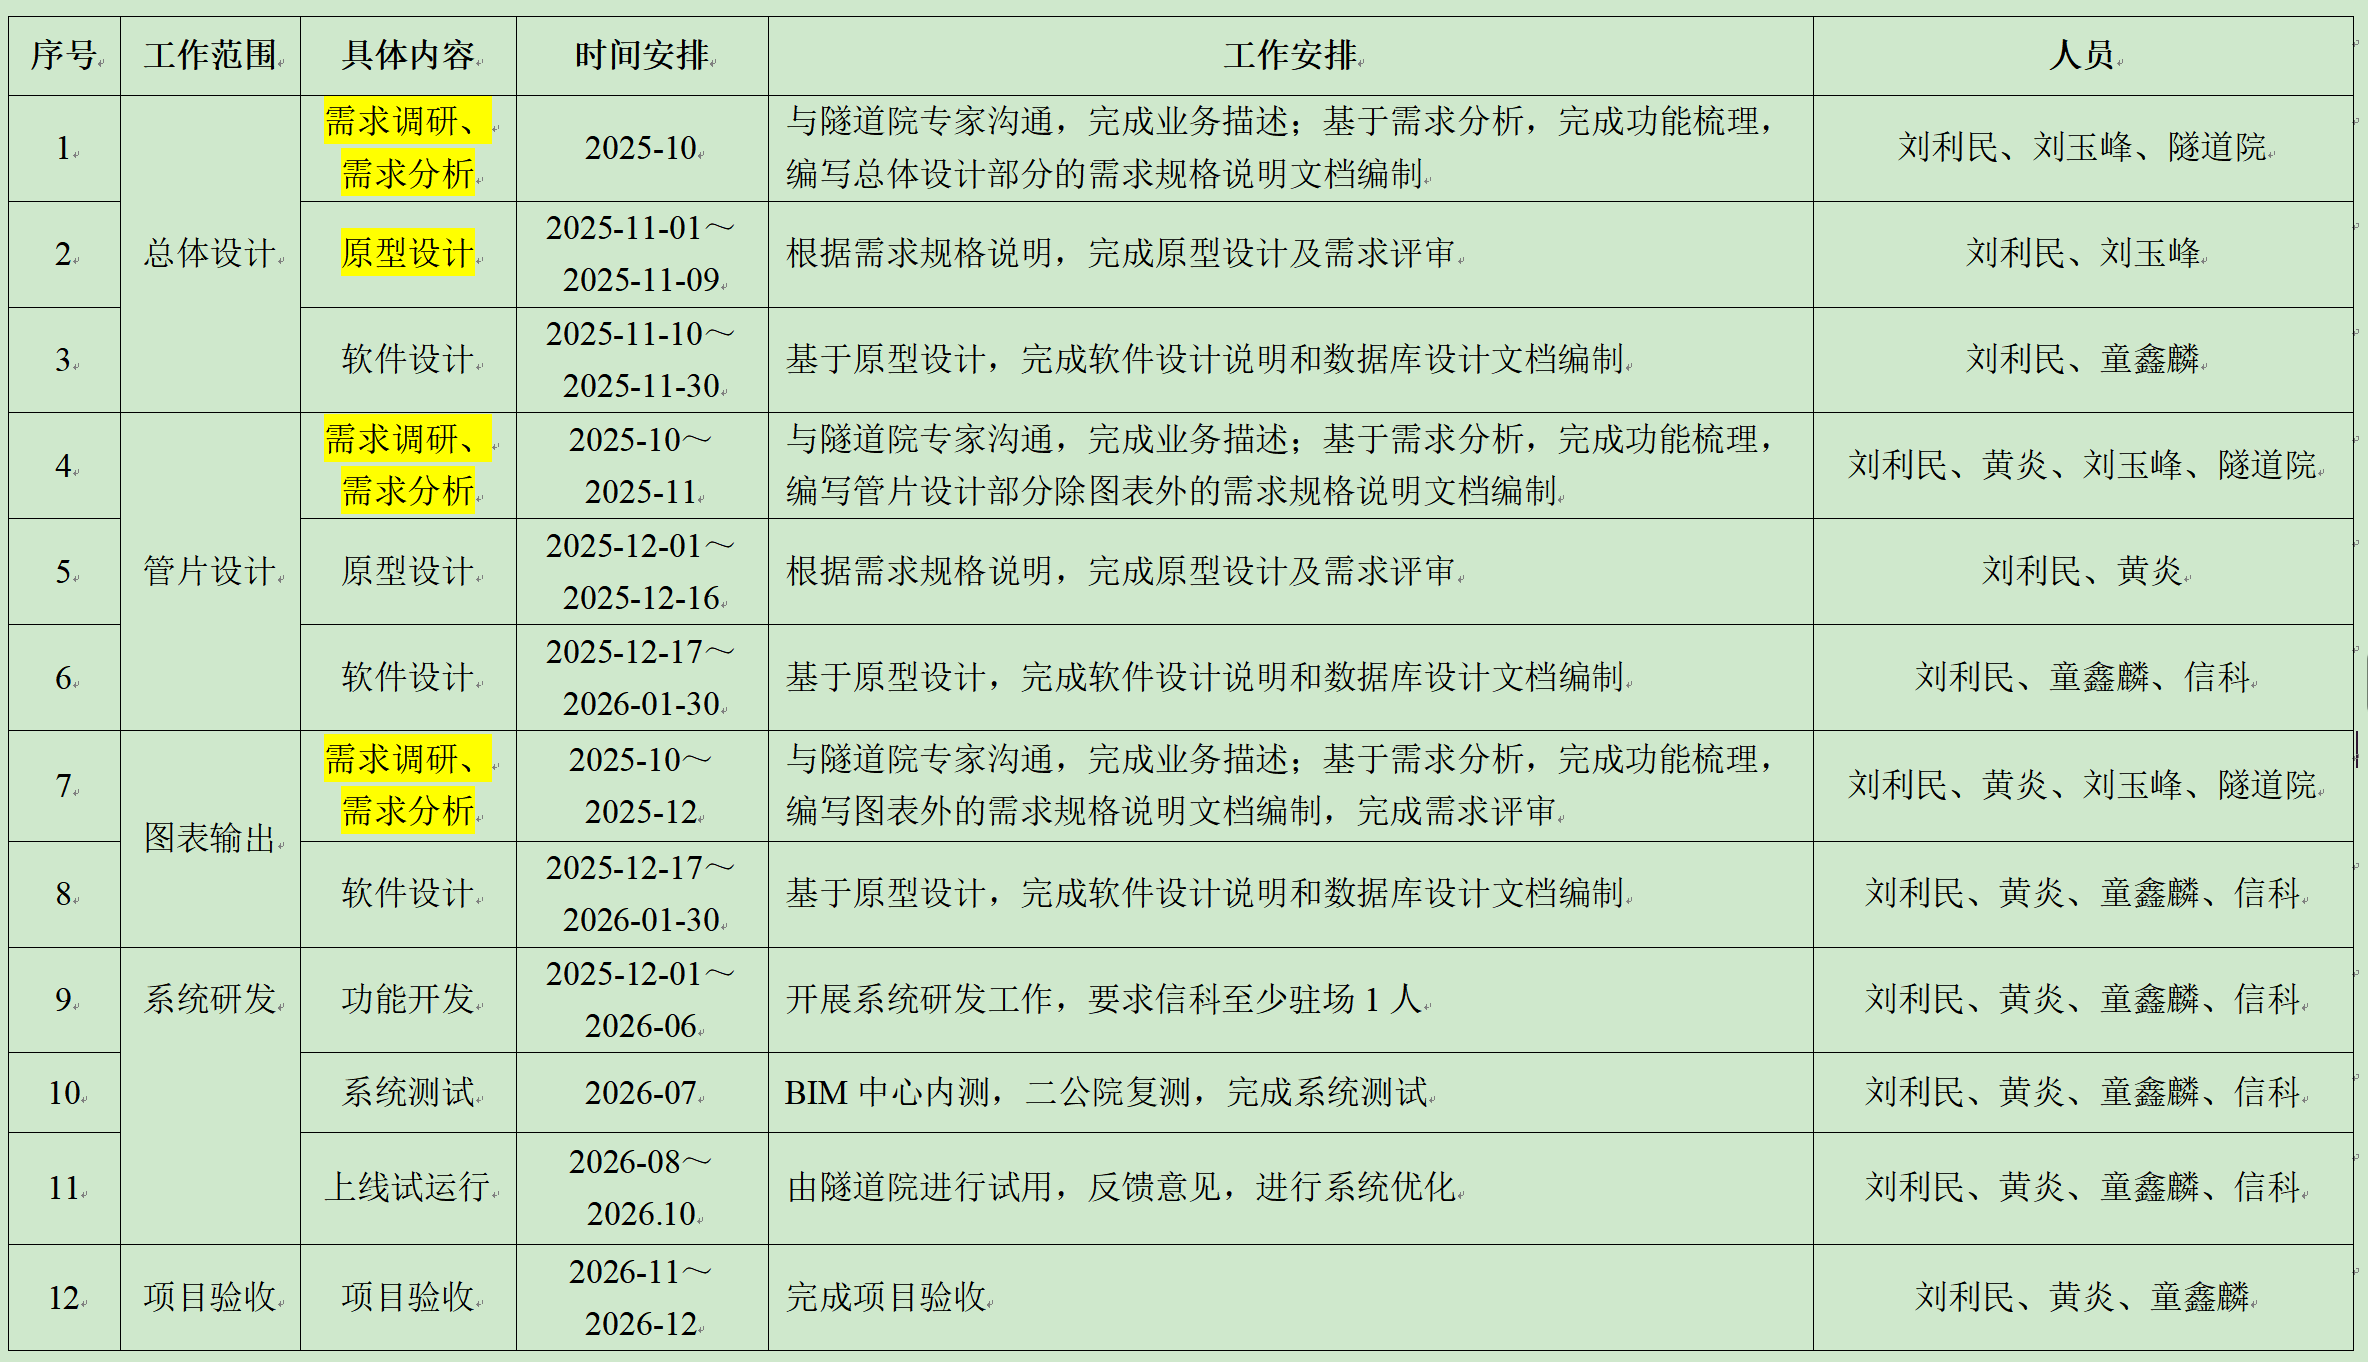 序号 工作范围 具体内容 时间安排 工作安排 人员
1 总体设计 需求调研、 2025-10 与隧道院专家沟通，完成业务描述；基于需求分析，完成功能梳理， 刘利民、刘玉峰、隧道院
需求分析 编写总体设计部分的需求规格说明文档编制
2 原型设计 2025-11-01～ 根据需求规格说明，完成原型设计及需求评审 刘利民、刘玉峰
2025-11-09
3 软件设计 2025-11-10～ 基于原型设计，完成软件设计说明和数据库设计文档编制 刘利民、童鑫麟
2025-11-30
4 管片设计 需求调研、 2025-10～ 与隧道院专家沟通，完成业务描述；基于需求分析，完成功能梳理， 刘利民、黄炎、刘玉峰、隧道院
需求分析 2025-11 编写管片设计部分除图表外的需求规格说明文档编制
5 原型设计 2025-12-01～ 根据需求规格说明，完成原型设计及需求评审 刘利民、黄炎
2025-12-16
6 软件设计 2025-12-17～ 基于原型设计，完成软件设计说明和数据库设计文档编制 刘利民、童鑫麟、信科
2026-01-30
7 图表输出 需求调研、 2025-10～ 与隧道院专家沟通，完成业务描述；基于需求分析，完成功能梳理， 刘利民、黄炎、刘玉峰、隧道院
需求分析 2025-12 编写图表外的需求规格说明文档编制，完成需求评审
8 软件设计 2025-12-17～ 基于原型设计，完成软件设计说明和数据库设计文档编制 刘利民、黄炎、童鑫麟、信科
2026-01-30
9 系统研发 功能开发 2025-12-01～ 开展系统研发工作，要求信科至少驻场 1 人 刘利民、黄炎、童鑫麟、信科
2026-06
10 系统测试 2026-07 BIM 中心内测，二公院复测，完成系统测试 刘利民、黄炎、童鑫麟、信科
11 上线试运行 2026-08～ 由隧道院进行试用，反馈意见，进行系统优化 刘利民、黄炎、童鑫麟、信科
2026.10
12 项目验收 项目验收 2026-11～ 完成项目验收 刘利民、黄炎、童鑫麟
2026-12